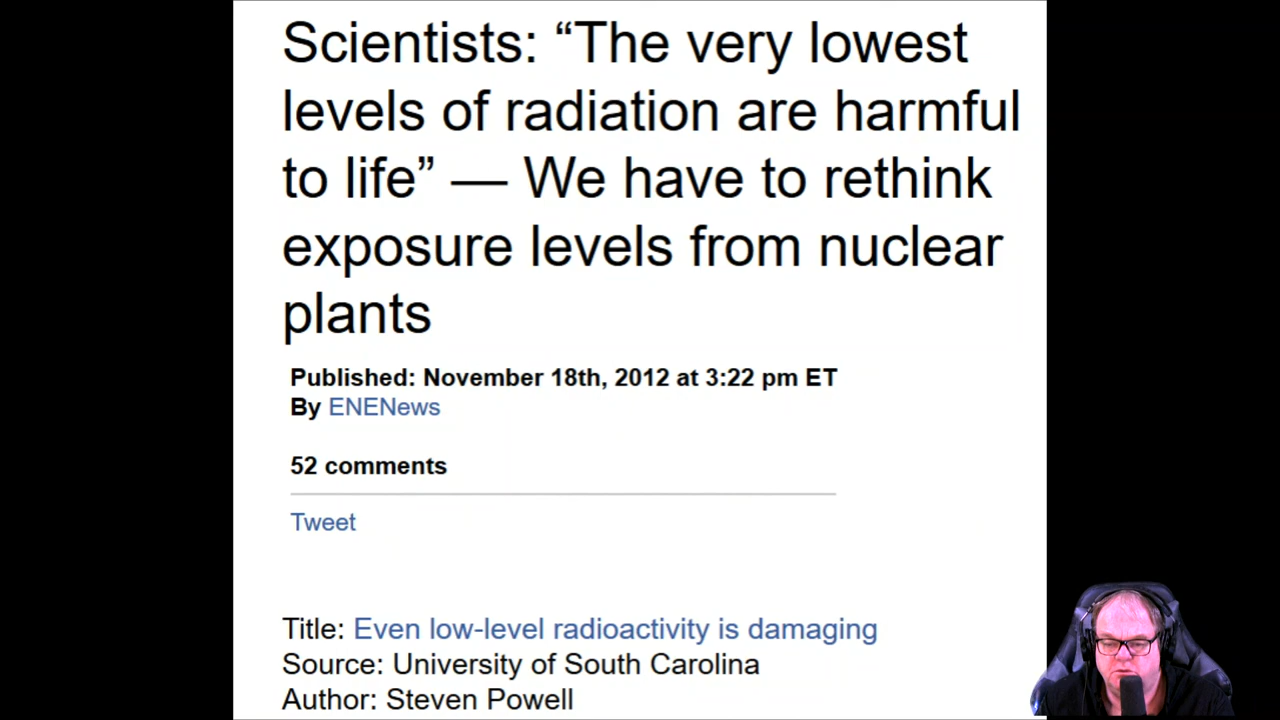 Scientists: “The very lowest
levels of radiation are harmful
to life” — We have to rethink
exposure levels from nuclear
plants
Published: November 18th, 2012 at 3:22 pm ET
By ENENews
52 comments
Tweet
Title: Even low-level radioactivity is damaging
Source: University of South Carolina
Author: Steven Powell